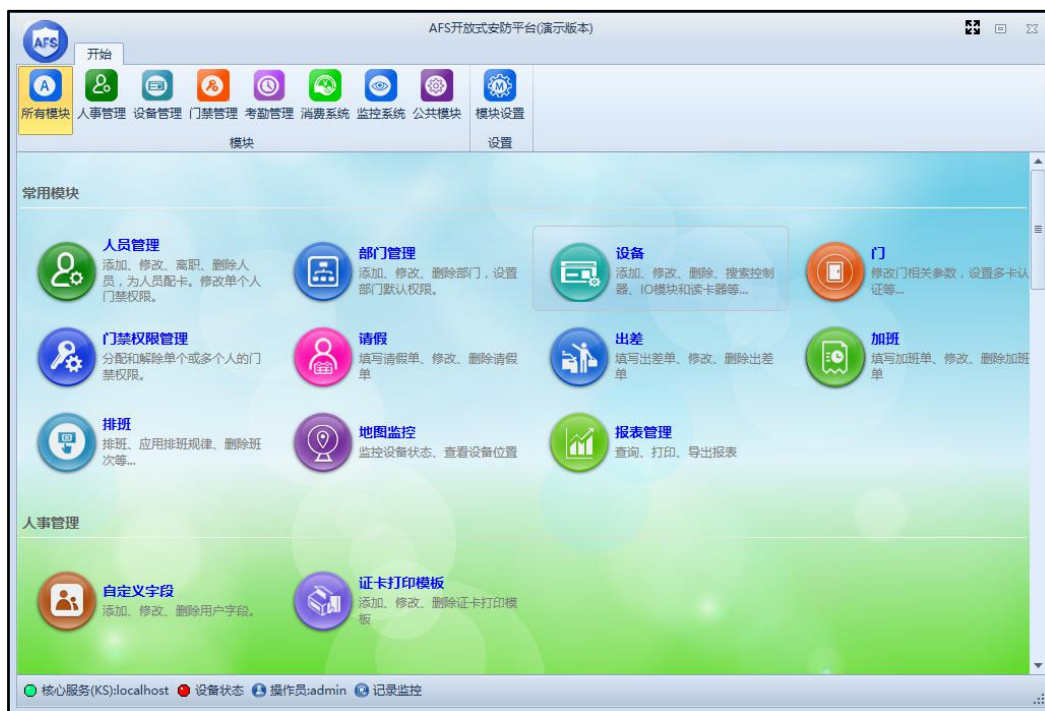 AFS开放式安防平台(演示版本)
AFS
开始
所有模块 人事管理 设备管理 门禁管理 考勤管理 消费系统 监控系统 公共模块 模块设置
模块 设置
常用模块
人员管理
添加、修改、离职、删除人
员，为人员配卡。修改单个人
门禁权限。
部门管理
添加、修改、删除部门，设置
部门默认权限。
设备
添加、修改、删除、搜索控制
器、IO模块和读卡器等...
门
修改门相关参数，设置多卡认
证等...
门禁权限管理
分配和解除单个或多个人的门
禁权限。
请假
填写请假单、修改、删除请假
单
出差
填写出差单、修改、删除出差
单
加班
填写加班单、修改、删除加班
单
排班
排班、应用排班规律、删除班
次等...
地图监控
监控设备状态、查看设备位置
报表管理
查询、打印、导出报表
人事管理
自定义字段
添加、修改、删除用户字段。
证卡打印模板
添加、修改、删除证卡打印模
板
核心服务(KS):localhost 设备状态 操作员:admin 记录监控